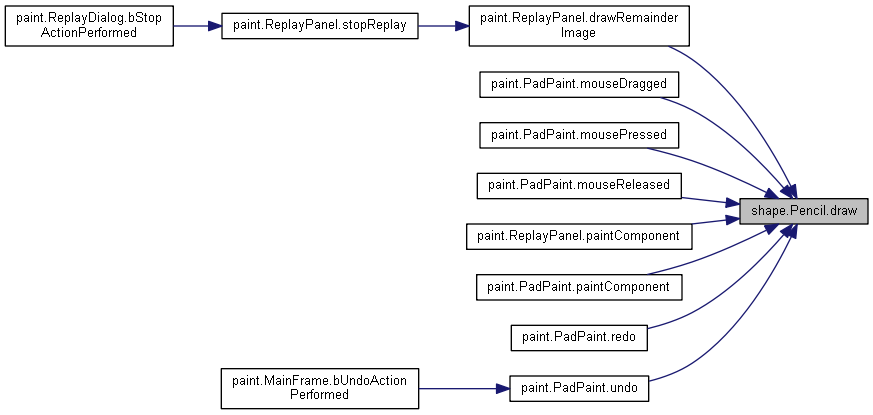 paint.ReplayDialog.bStop
ActionPerformed
paint.ReplayPanel.stopReplay
paint.ReplayPanel.drawRemainder
Image
paint.PadPaint.mouseDragged
paint.PadPaint.mousePressed
paint.PadPaint.mouseReleased
shape.Pencil.draw
paint.ReplayPanel.paintComponent
paint.PadPaint.paintComponent
paint.PadPaint.redo
paint.MainFrame.bUndoAction
Performed
paint.PadPaint.undo